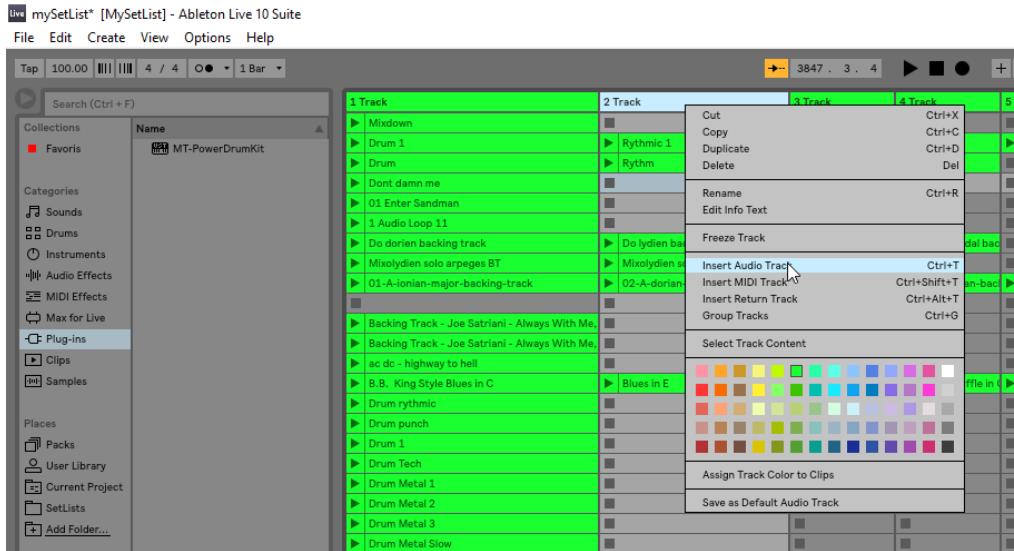 Live mySetList* [MySetList] - Ableton Live 10 Suite
File Edit Create View Options Help
Tap 100.00 4 / 4 1 Bar 3847 . 3 . 4
Search (Ctrl + F)
Collections
Favoris
Categories
Sounds
Drums
Instruments
Audio Effects
MIDI Effects
Max for Live
Plug-ins
Clips
Samples
Places
Packs
User Library
Current Project
SetLists
Add Folder...
Name
MT-PowerDrumKit
1 Track
Mixdown
Drum 1
Drum
Dont damn me
01 Enter Sandman
1 Audio Loop 11
Do dorien backing track
Mixolydien solo arpeges BT
01-A-ionian-major-backing-track
Backing Track - Joe Satriani - Always With Me,
Backing Track - Joe Satriani - Always With Me,
ac dc - highway to hell
B.B. King Style Blues in C
Drum rythmic
Drum punch
Drum 1
Drum Tech
Drum Metal 1
Drum Metal 2
Drum Metal 3
Drum Metal Slow
2 Track
Rythmic 1
Rythm
Do lydien
Mixolydien
02-A-dorian-
Blues in E
3 Track
4 Track
5
Cut Ctrl+X
Copy Ctrl+C
Duplicate Ctrl+D
Delete Del
Rename Ctrl+R
Edit Info Text
Freeze Track
Insert Audio Track Ctrl+T
Insert MIDI Track Ctrl+Shift+T
Insert Return Track Ctrl+Alt+T
Group Tracks Ctrl+G
Select Track Content
Assign Track Color to Clips
Save as Default Audio Track